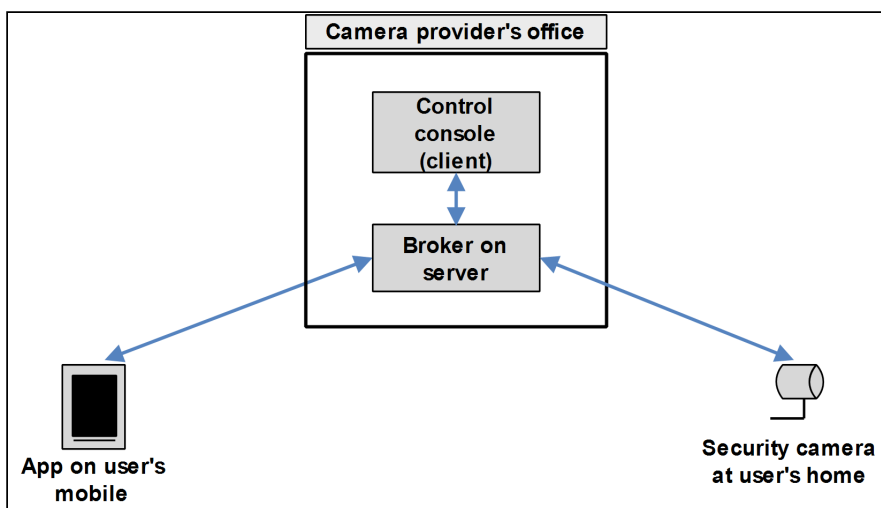 Camera provider's office
Control
console
(client)
Broker on
server
App on user's
mobile
Security camera
at user's home